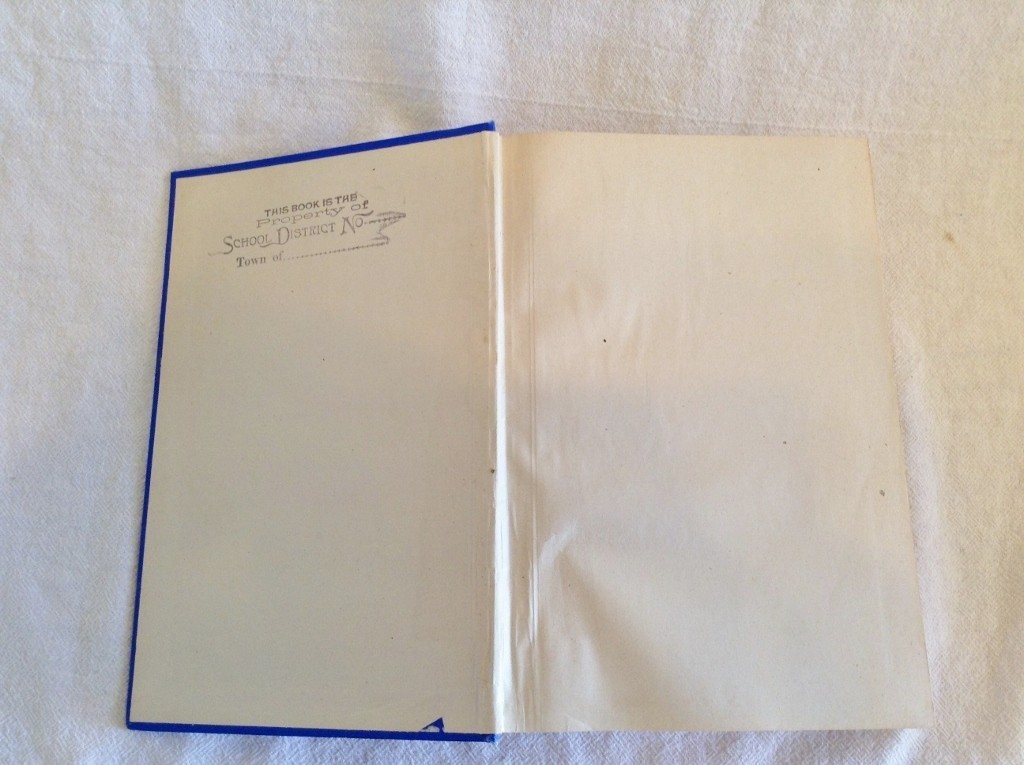 THIS BOOK IS THE
Property of
SCHOOL DISTRICT NO
Town of